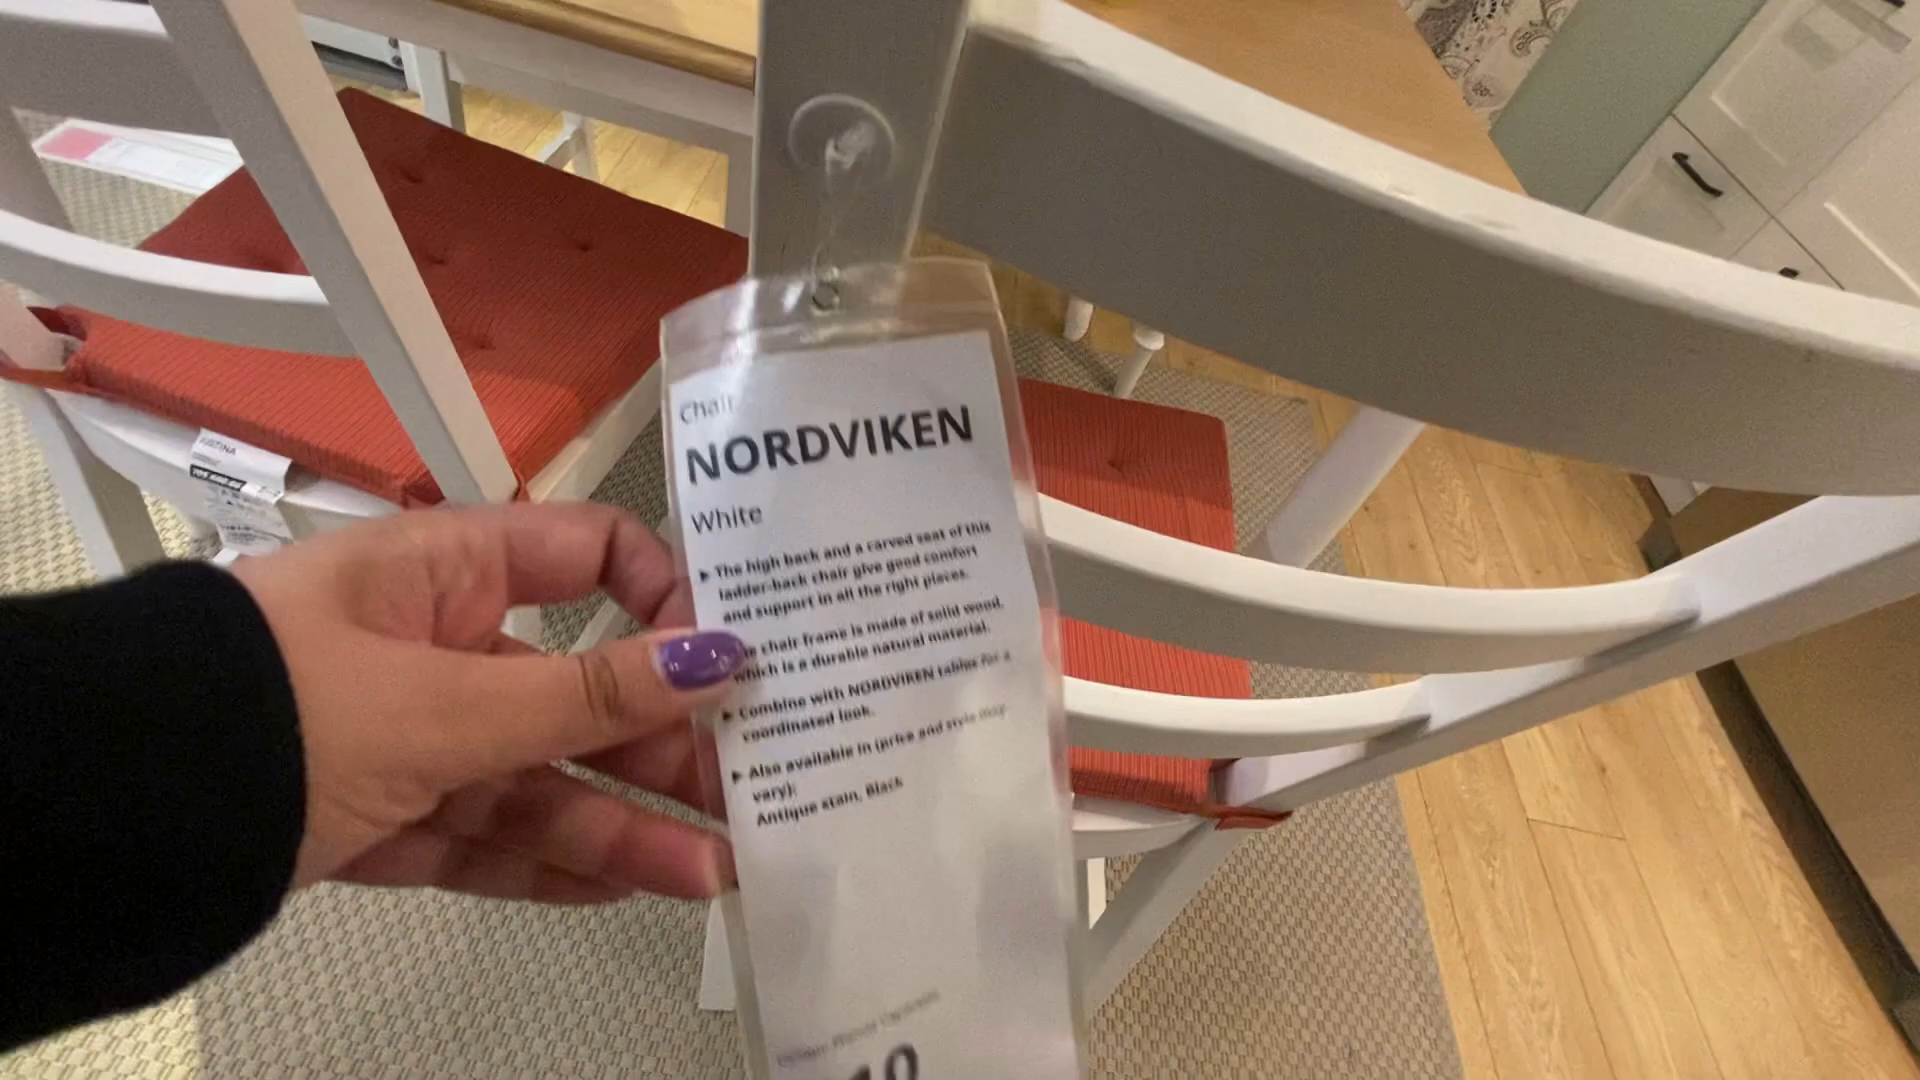 Chair
NORDVIKEN
White
▸ The high back and a carved seat of this
ladder-back chair give good comfort
and support in all the right places.
chair frame is made of solid wood,
which is a durable natural material.
▸ Combine with NORDVIKEN tables for a
coordinated look.
▸ Also available in (price and style may
vary):
Antique stain, Black